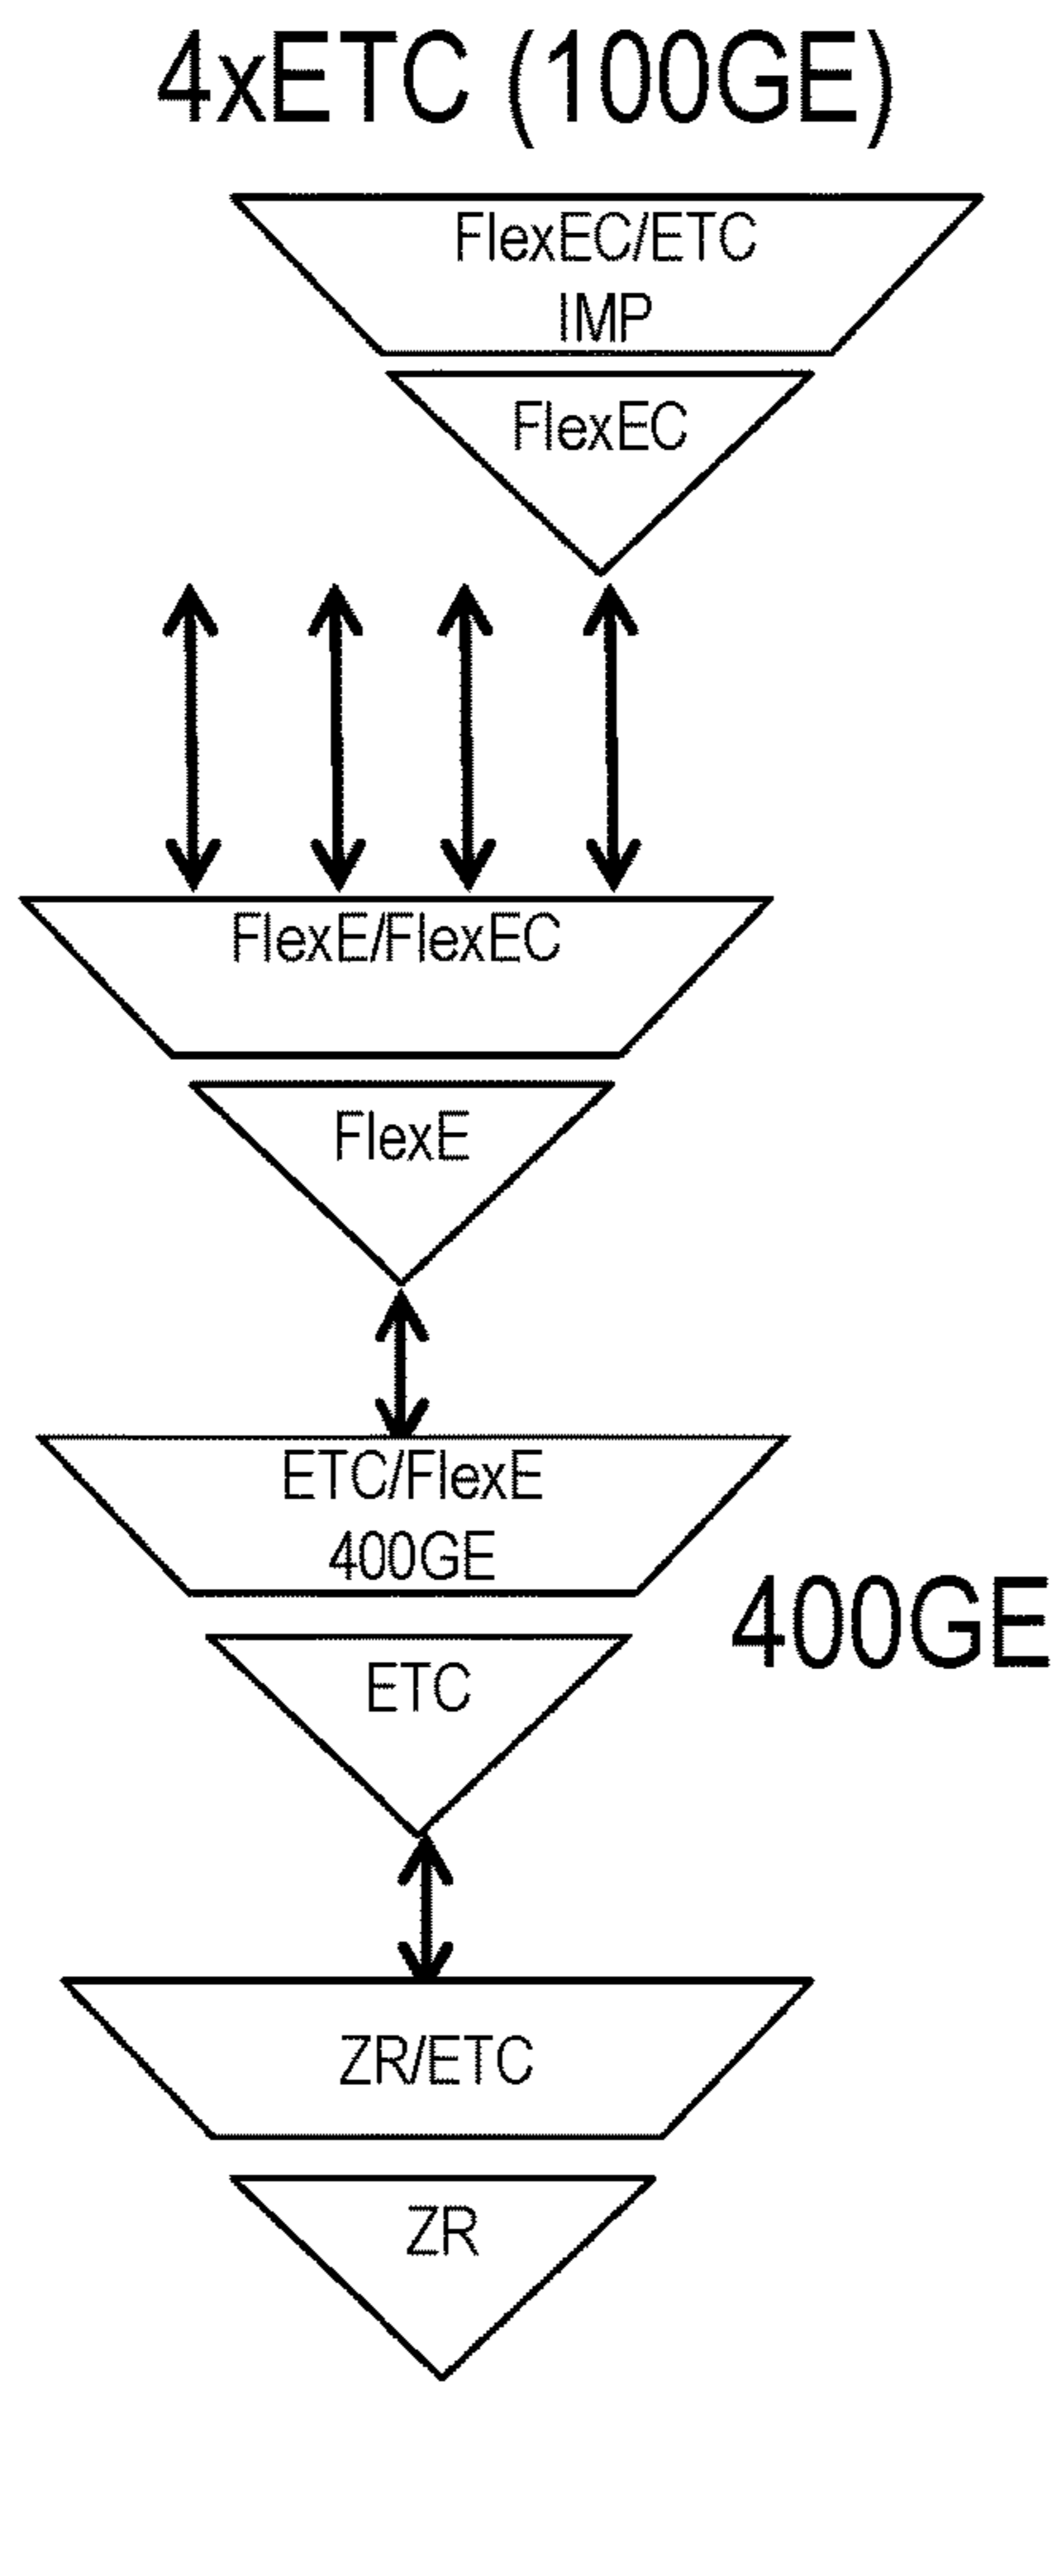 4xETC (100GE)
FlexEC/ETC
IMP
FlexEC
FlexE/FlexEC
FlexE
ETC/FlexE
400GE
400GE
ETC
ZR/ETC
ZR